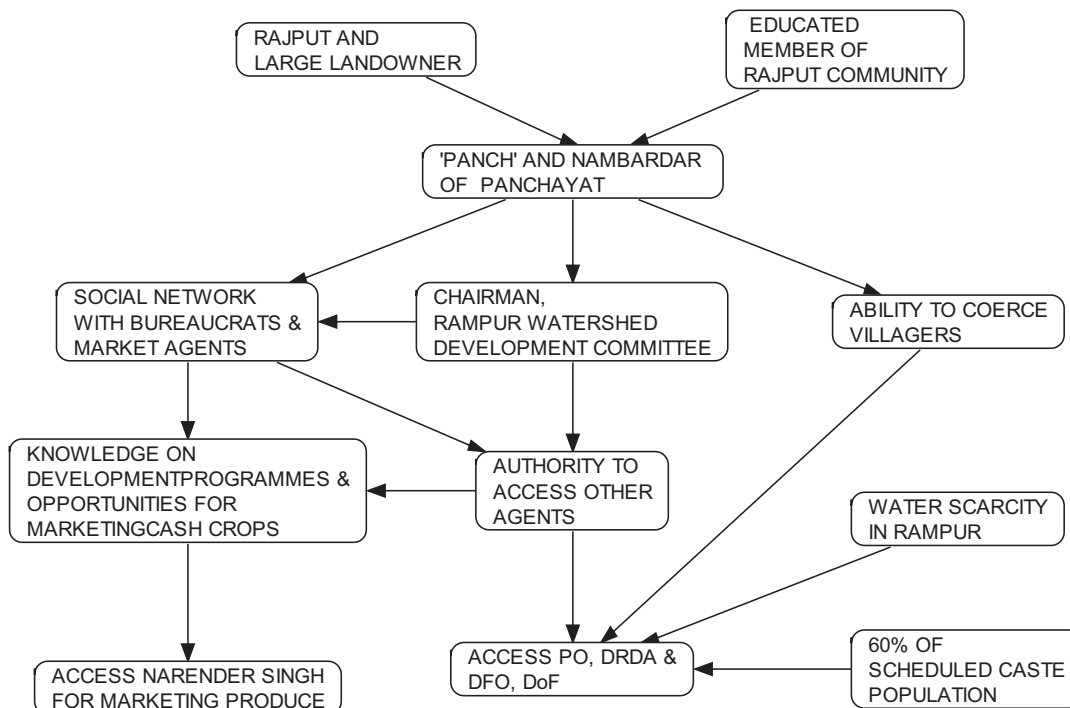 RAJPUT AND
LARGE LANDOWNER
EDUCATED
MEMBER OF
RAJPUT COMMUNITY
'PANCH' AND NAMBARDAR
OF PANCHAYAT
SOCIAL NETWORK
WITH BUREAUCRATS &
MARKET AGENTS
CHAIRMAN,
RAMPUR WATERSHED
DEVELOPMENT COMMITTEE
ABILITY TO COERCE
VILLAGERS
KNOWLEDGE ON
DEVELOPMENTPROGRAMMES &
OPPORTUNITIES FOR
MARKETINGCASH CROPS
AUTHORITY TO
ACCESS OTHER
AGENTS
WATER SCARCITY
IN RAMPUR
ACCESS NARENDER SINGH
FOR MARKETING PRODUCE
ACCESS PO, DRDA &
DFO, DoF
60% OF
SCHEDULED CASTE
POPULATION